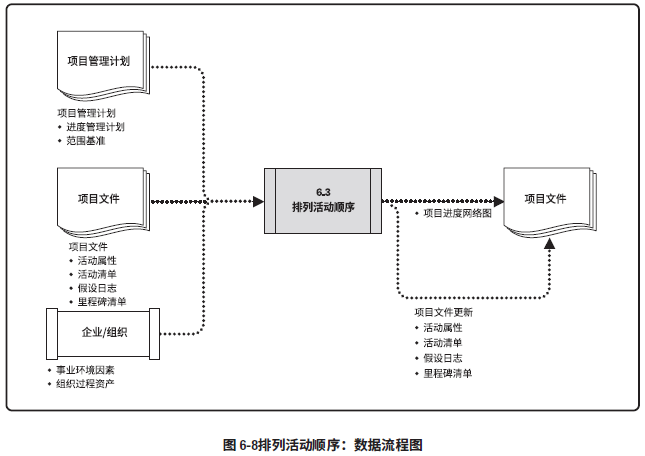 项目管理计划
项目管理计划
• 进度管理计划
• 范围基准
项目文件
项目文件
• 活动属性
• 活动清单
• 假设日志
• 里程碑清单
企业/组织
• 事业环境因素
• 组织过程资产
6.3
排列活动顺序
• 项目进度网络图
项目文件
项目文件更新
• 活动属性
• 活动清单
• 假设日志
• 里程碑清单
图 6-8排列活动顺序：数据流程图